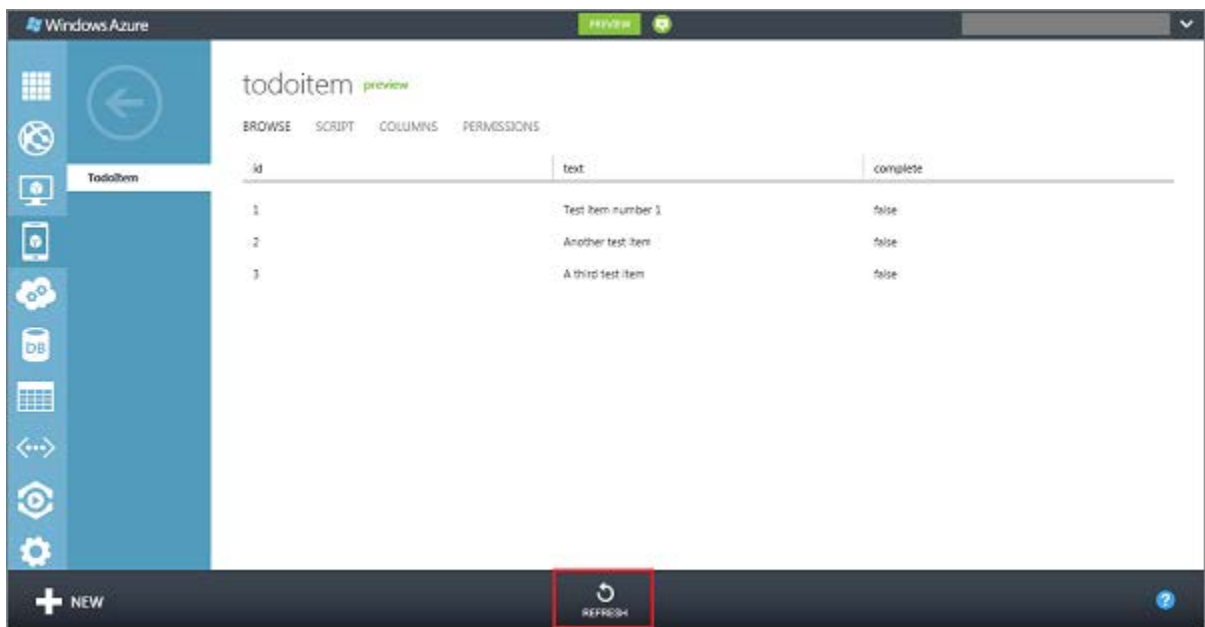 Windows Azure PREVIEW
todoitem preview
BROWSE SCRIPT COLUMNS PERMISSIONS
TodoItem
id text complete
1 Test item number 1 false
2 Another test item false
3 A third test item false
DB
NEW REFRESH ?